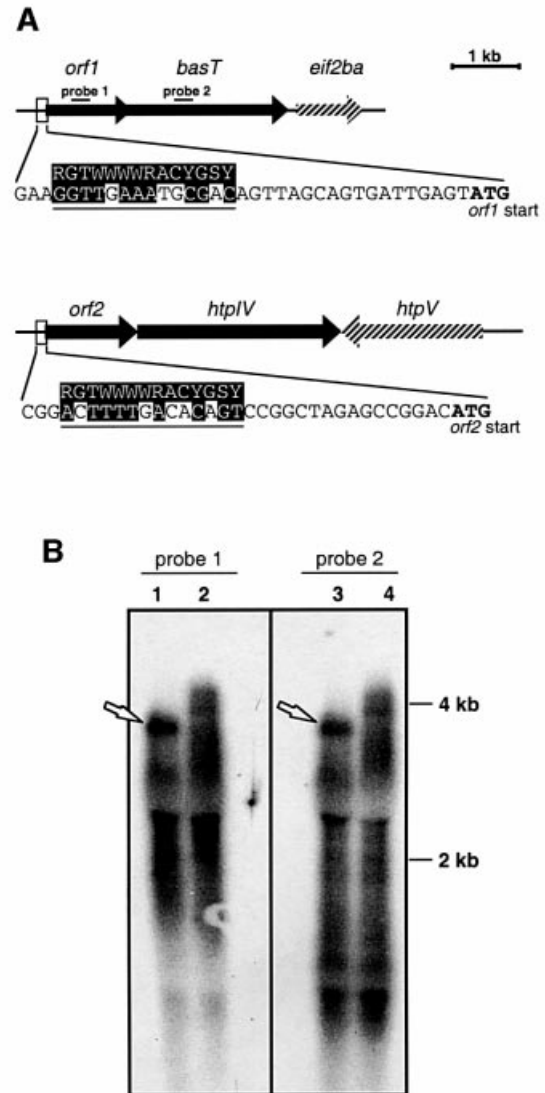 A
orf1 basT eif2ba 1 kb
probe 1 probe 2
RGTWWWWRACYGSY
GAAGGTTGAAATGCGACAGTTAGCAGTGATTGAGTATG
orf1 start
orf2 htpIV htpV
RGTWWWWRACYGSY
CGGACTTTTGACACAGTCCGGCTAGAGCCGGACATG
orf2 start
B
probe 1 probe 2
1 2 3 4
4 kb
2 kb